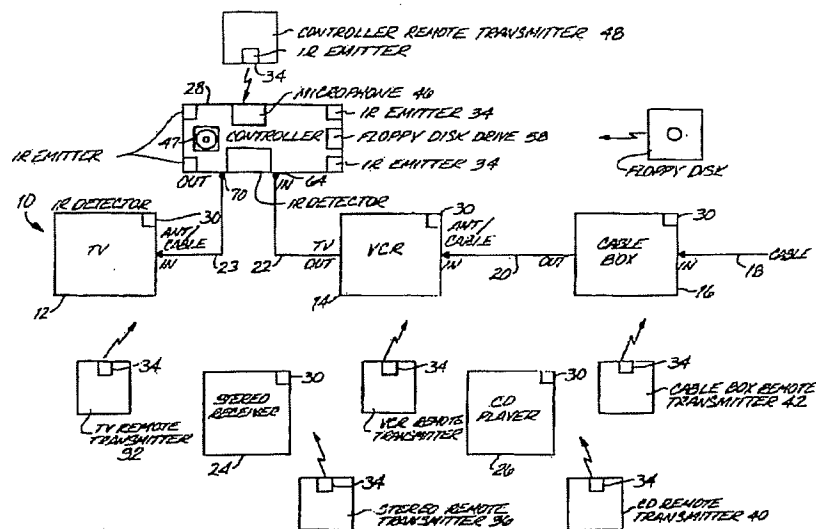 CONTROLLER REMOTE TRANSMITTER 48
IR EMITTER
34
28
MICROPHONE 46
IR EMITTER 34
47
CONTROLLER
FLOPPY DISK DRIVE 58
IR EMITTER
IR EMITTER 34
FLOPPY DISK
OUT
70
IN
64
IR DETECTOR
10
IR DETECTOR
30
ANT/
CABLE
IN
TV
12
23
22
TV
OUT
VCR
14
30
ANT/
CABLE
IN
20
OUT
CABLE
BOX
30
IN
18
CABLE
16
34
TV REMOTE
TRANSMITTER
32
STEREO
RECEIVER
30
24
34
VCR REMOTE
TRANSMITTER
CD
PLAYER
30
26
34
CABLE BOX REMOTE
TRANSMITTER 42
34
STEREO REMOTE
TRANSMITTER 36
34
CD REMOTE
TRANSMITTER 40